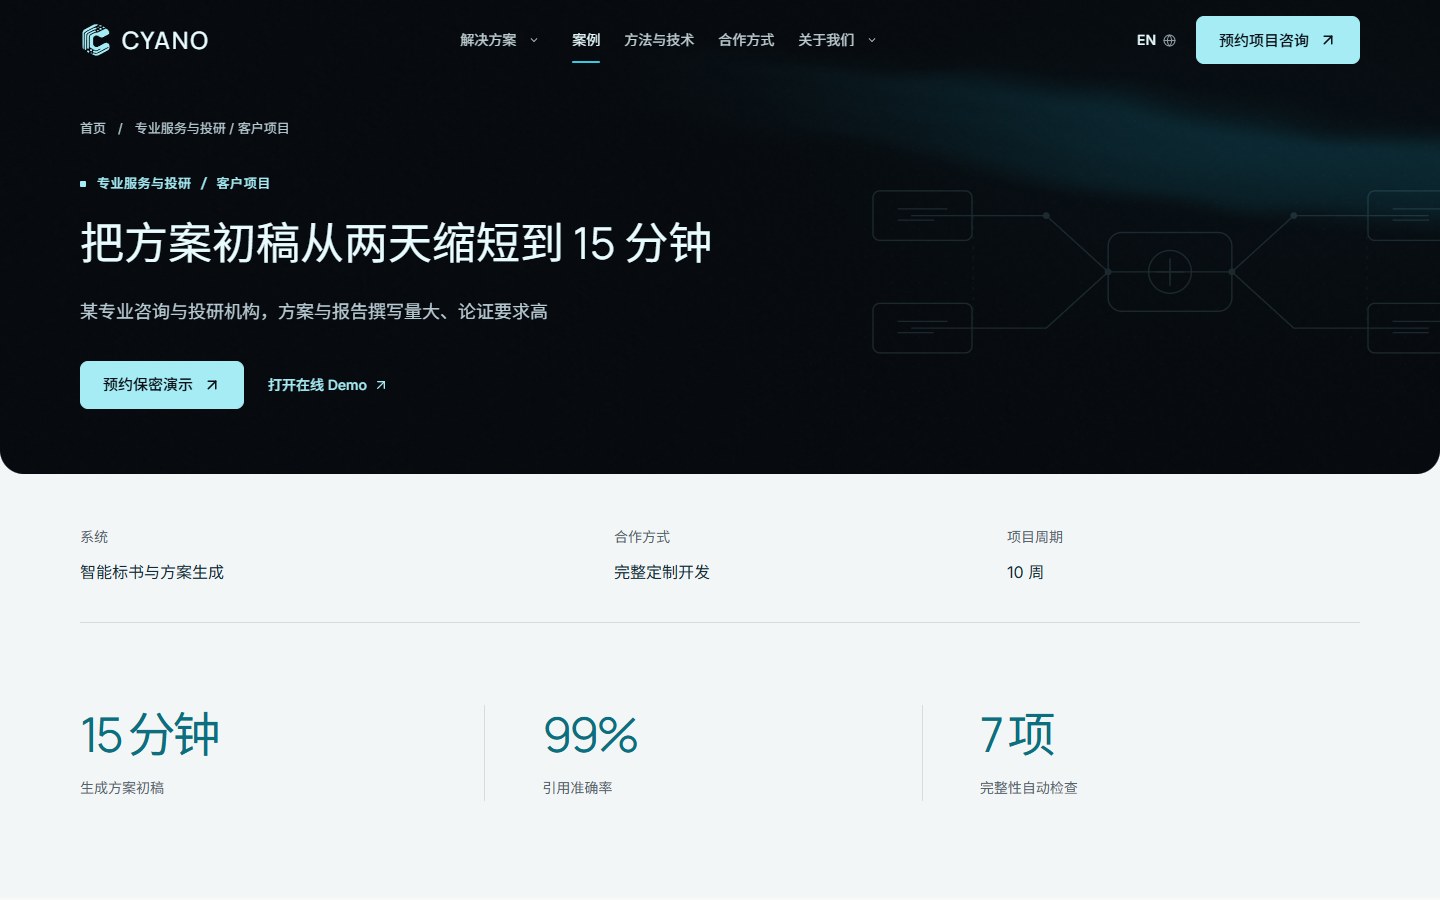 CYANO
解决方案
案例
方法与技术
合作方式
关于我们
EN
预约项目咨询
首页 / 专业服务与投研 / 客户项目
专业服务与投研 / 客户项目
把方案初稿从两天缩短到 15 分钟
某专业咨询与投研机构，方案与报告撰写量大、论证要求高
预约保密演示
打开在线 Demo
系统
合作方式
项目周期
智能标书与方案生成
完整定制开发
10 周
15 分钟
99%
7 项
生成方案初稿
引用准确率
完整性自动检查